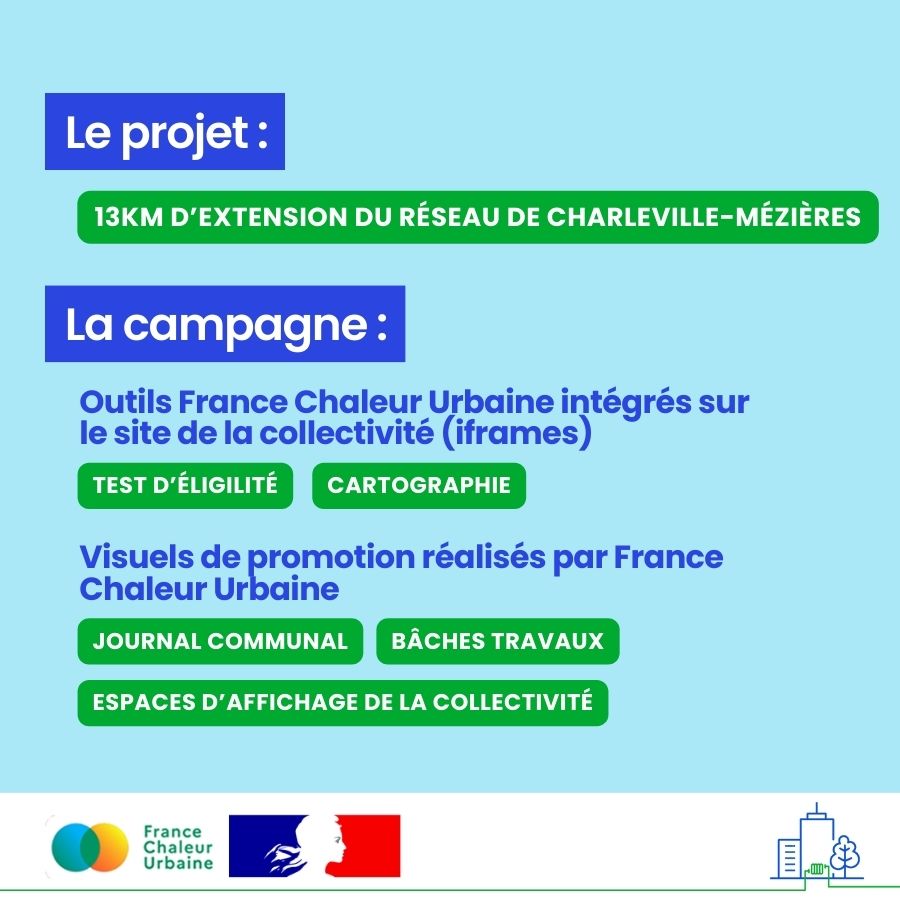 Le projet :
13KM D’EXTENSION DU RÉSEAU DE CHARLEVILLE-MÉZIÈRES
La campagne :
Outils France Chaleur Urbaine intégrés sur
le site de la collectivité (iframes)
TEST D’ÉLIGILITÉ
CARTOGRAPHIE
Visuels de promotion réalisés par France
Chaleur Urbaine
JOURNAL COMMUNAL
BÂCHES TRAVAUX
ESPACES D’AFFICHAGE DE LA COLLECTIVITÉ
France
Chaleur
Urbaine